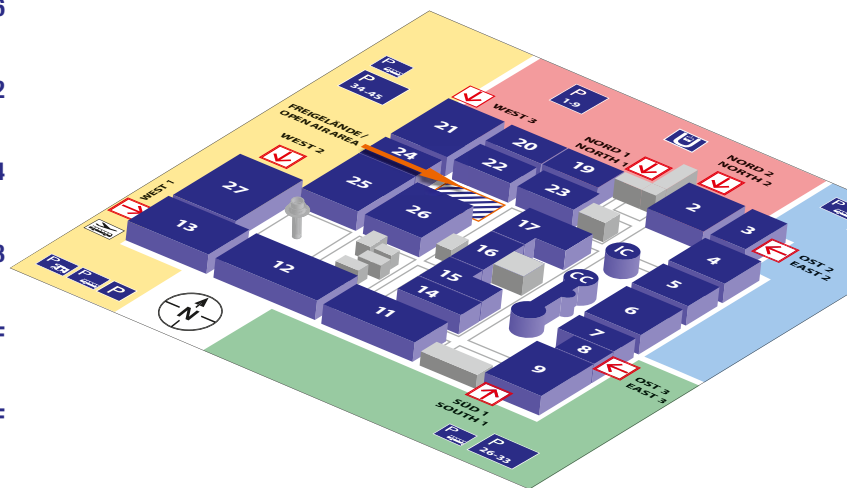 P
P
34-45
P
1-9
21
WEST 3
FREIGELÄNDE/
OPEN AIR AREA
WEST 2
20
NORD 1
NORTH 1
NORD 2
NORTH 2
24
22
19
25
23
27
WEST 1
26
2
P
3
13
17
16
IC
4
OST 2
EAST 2
12
15
CC
5
14
6
P
P
P
N
11
7
8
9
OST 3
EAST 3
SÜD 1
SOUTH 1
P
P
26-33